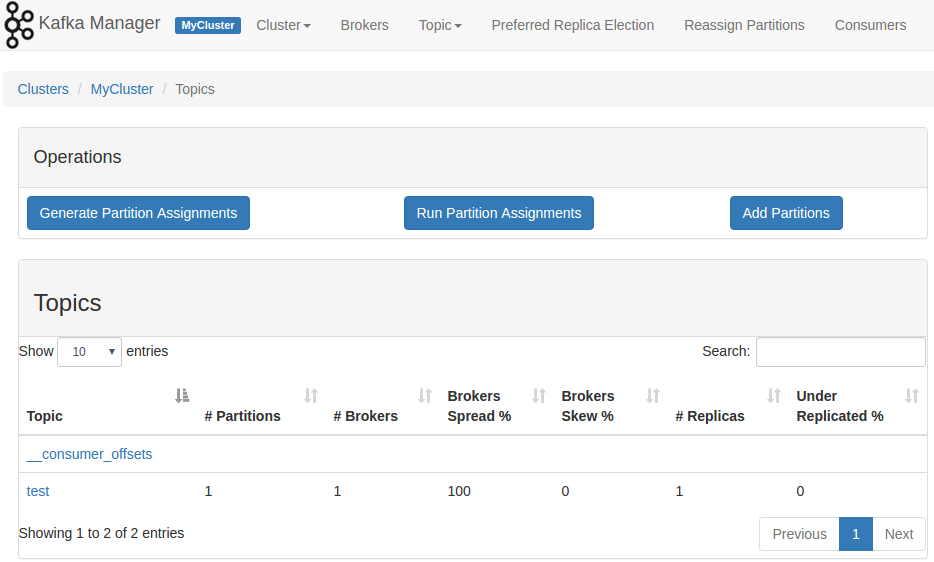 Kafka Manager MyCluster Cluster Brokers Topic Preferred Replica Election Reassign Partitions Consumers
Clusters / MyCluster / Topics
Operations
Generate Partition Assignments Run Partition Assignments Add Partitions
Topics
Show 10 entries Search:
Topic # Partitions # Brokers Brokers Spread % Brokers Skew % # Replicas Under Replicated %
__consumer_offsets
test 1 1 100 0 1 0
Showing 1 to 2 of 2 entries Previous 1 Next